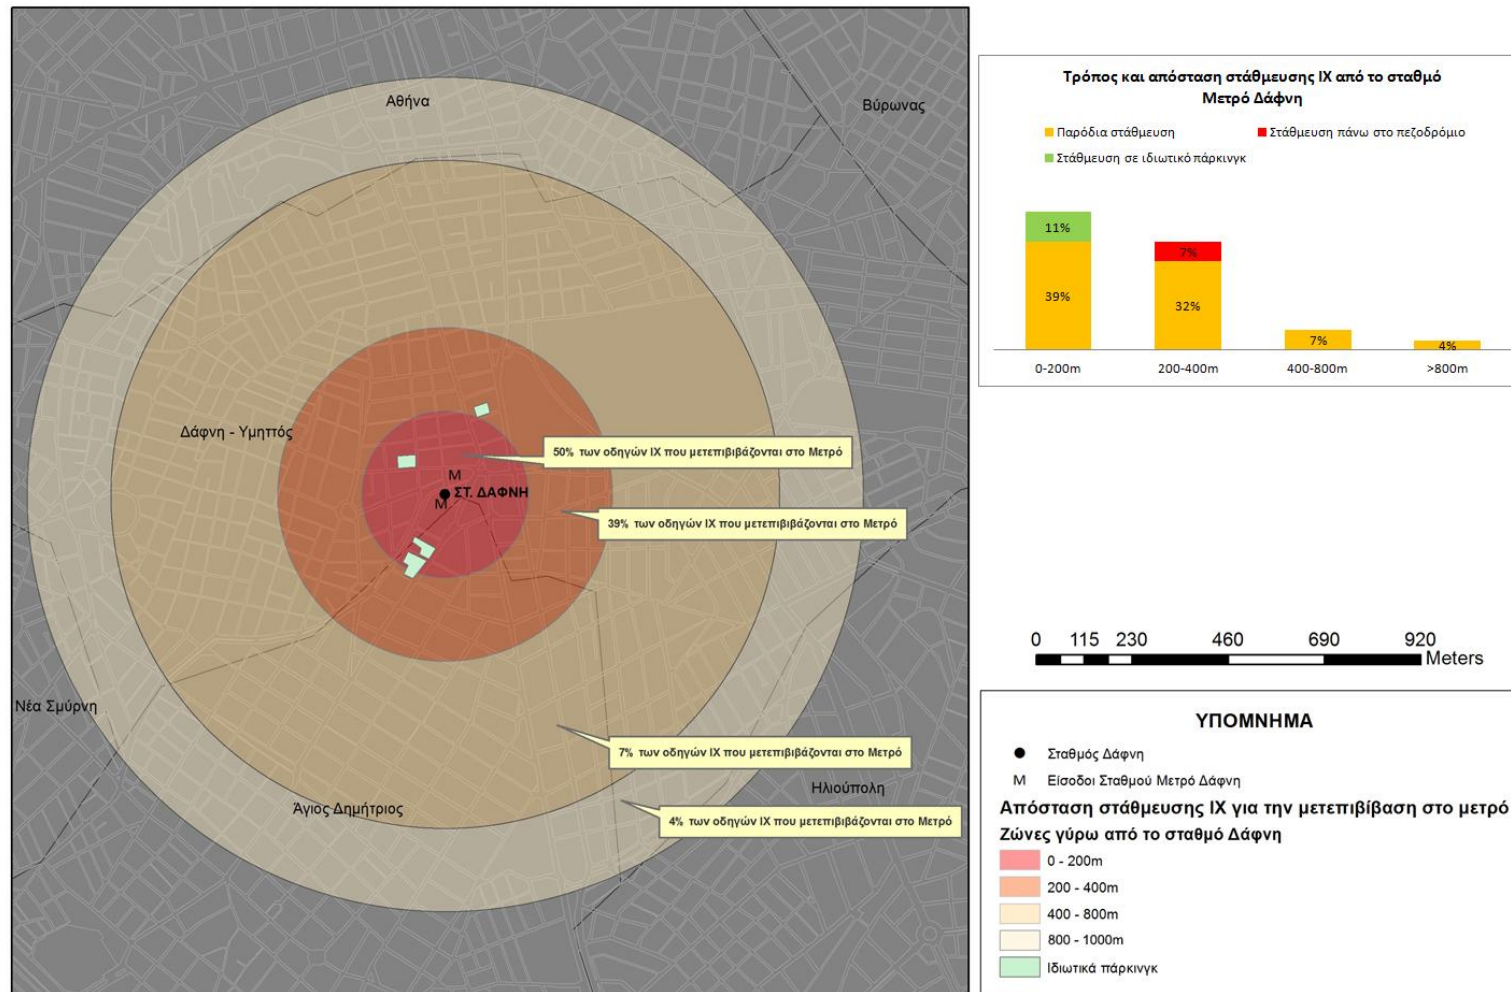 Αθήνα
Βύρωνας
Δάφνη - Υμηττός
50% των οδηγών ΙΧ που μετεπιβιβάζονται στο Μετρό
Μ
ΣΤ. ΔΑΦΝΗ
Μ
39% των οδηγών ΙΧ που μετεπιβιβάζονται στο Μετρό
Νέα Σμύρνη
7% των οδηγών ΙΧ που μετεπιβιβάζονται στο Μετρό
Ηλιούπολη
Άγιος Δημήτριος
4% των οδηγών ΙΧ που μετεπιβιβάζονται στο Μετρό
Τρόπος και απόσταση στάθμευσης ΙΧ από το σταθμό
Μετρό Δάφνη
Παρόδια στάθμευση
Στάθμευση πάνω στο πεζοδρόμιο
Στάθμευση σε ιδιωτικό πάρκινγκ
11%
7%
39%
32%
7%
4%
0-200m
200-400m
400-800m
>800m
0 115 230 460 690 920
Meters
ΥΠΟΜΝΗΜΑ
Σταθμός Δάφνη
Μ Είσοδοι Σταθμού Μετρό Δάφνη
Απόσταση στάθμευσης ΙΧ για την μετεπιβίβαση στο μετρό
Ζώνες γύρω από το σταθμό Δάφνη
0 - 200m
200 - 400m
400 - 800m
800 - 1000m
Ιδιωτικά πάρκινγκ